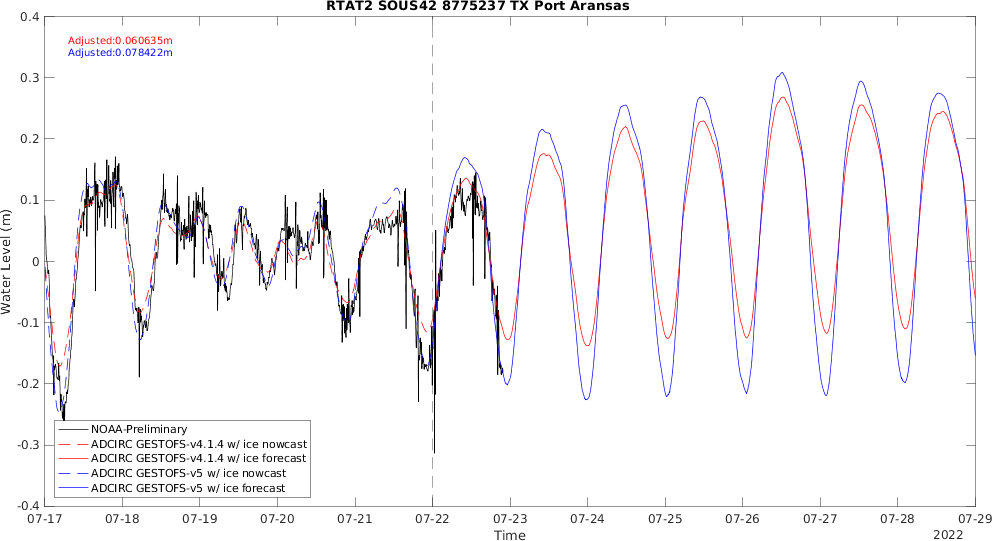 RTAT2 SOUS42 8775237 TX Port Aransas
Adjusted:0.060635m
Adjusted:0.078422m
0.4
0.3
0.2
0.1
0
-0.1
-0.2
-0.3
-0.4
Water Level (m)
NOAA-Preliminary
ADCIRC GESTOFS-v4.1.4 w/ ice nowcast
ADCIRC GESTOFS-v4.1.4 w/ ice forecast
ADCIRC GESTOFS-v5 w/ ice nowcast
ADCIRC GESTOFS-v5 w/ ice forecast
07-17 07-18 07-19 07-20 07-21 07-22 07-23 07-24 07-25 07-26 07-27 07-28 07-29
Time
2022